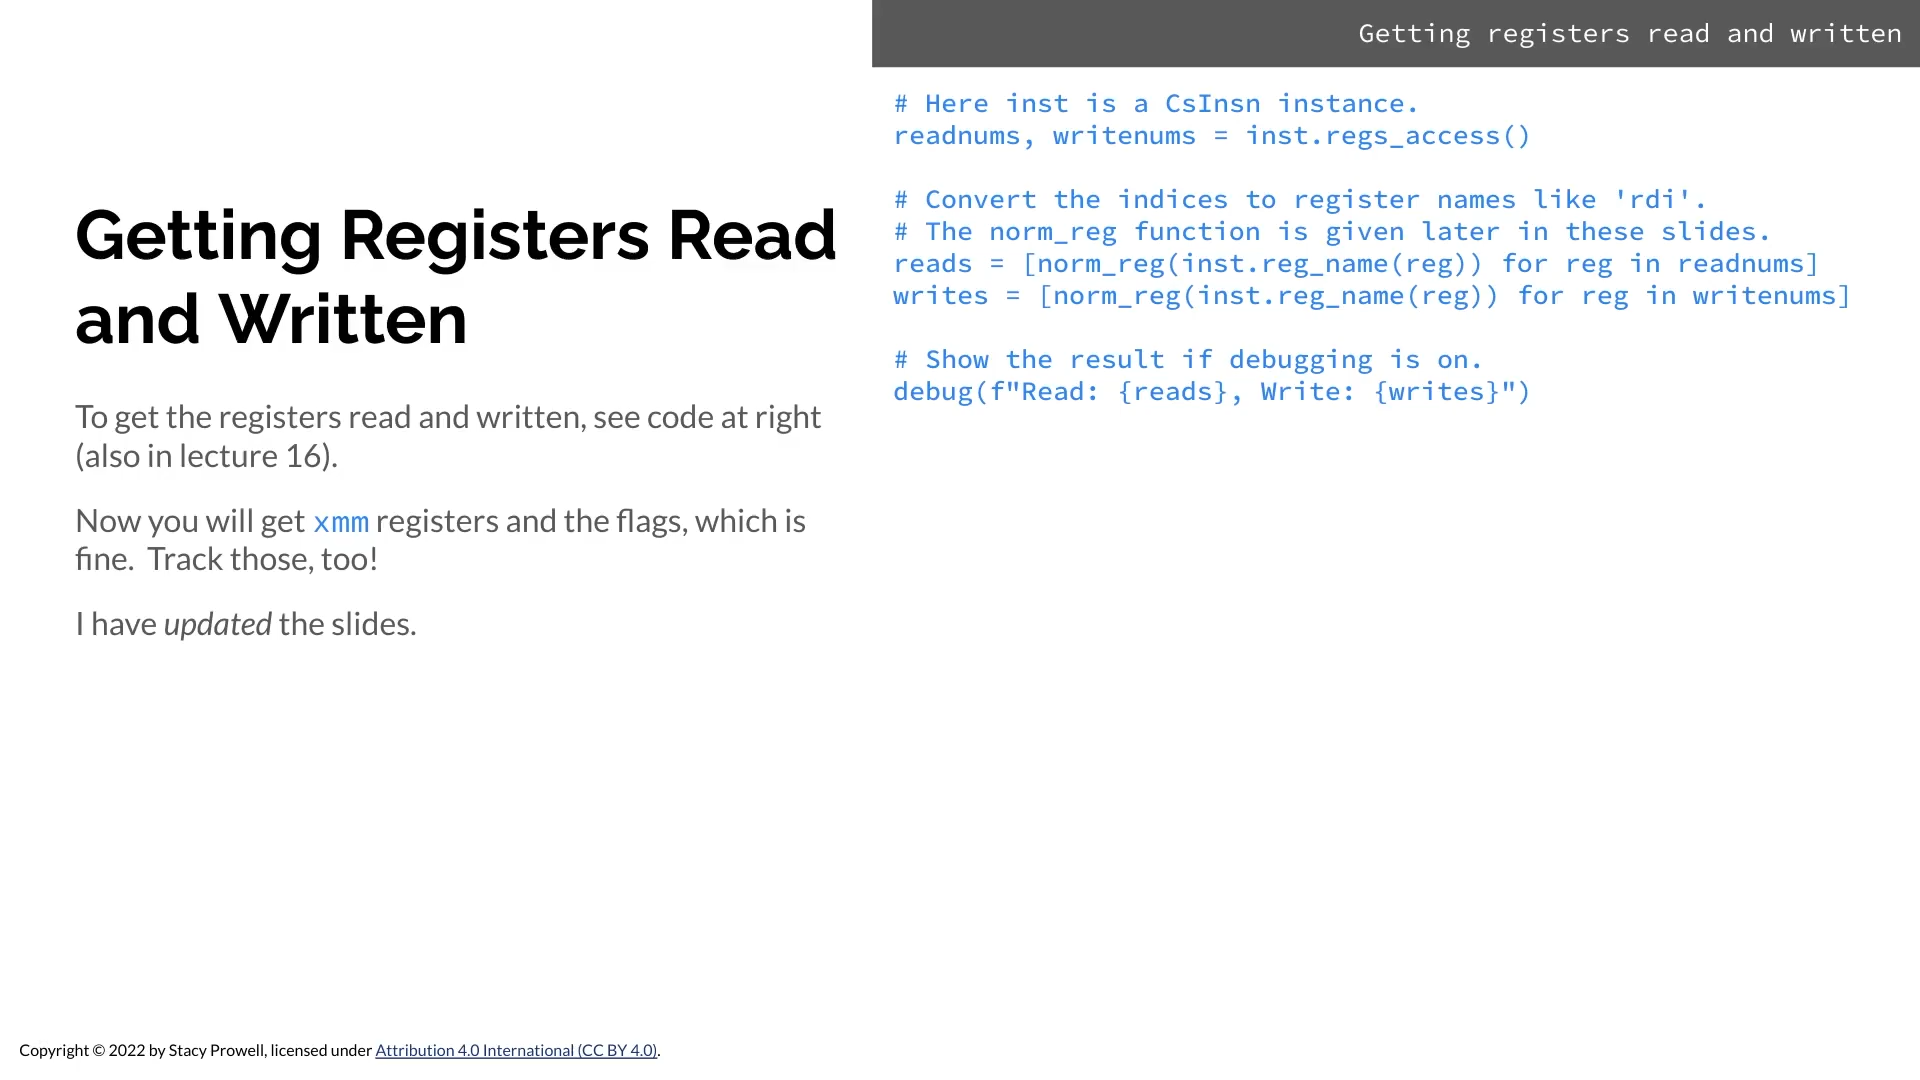 Getting Registers Read
and Written
To get the registers read and written, see code at right
(also in lecture 16).
Now you will get xmm registers and the flags, which is
fine.  Track those, too!
I have updated the slides.
Getting registers read and written
# Here inst is a CsInsn instance.
readnums, writenums = inst.regs_access()
# Convert the indices to register names like 'rdi'.
# The norm_reg function is given later in these slides.
reads = [norm_reg(inst.reg_name(reg)) for reg in readnums]
writes = [norm_reg(inst.reg_name(reg)) for reg in writenums]
# Show the result if debugging is on.
debug(f"Read: {reads}, Write: {writes}")
Copyright © 2022 by Stacy Prowell, licensed under Attribution 4.0 International (CC BY 4.0).